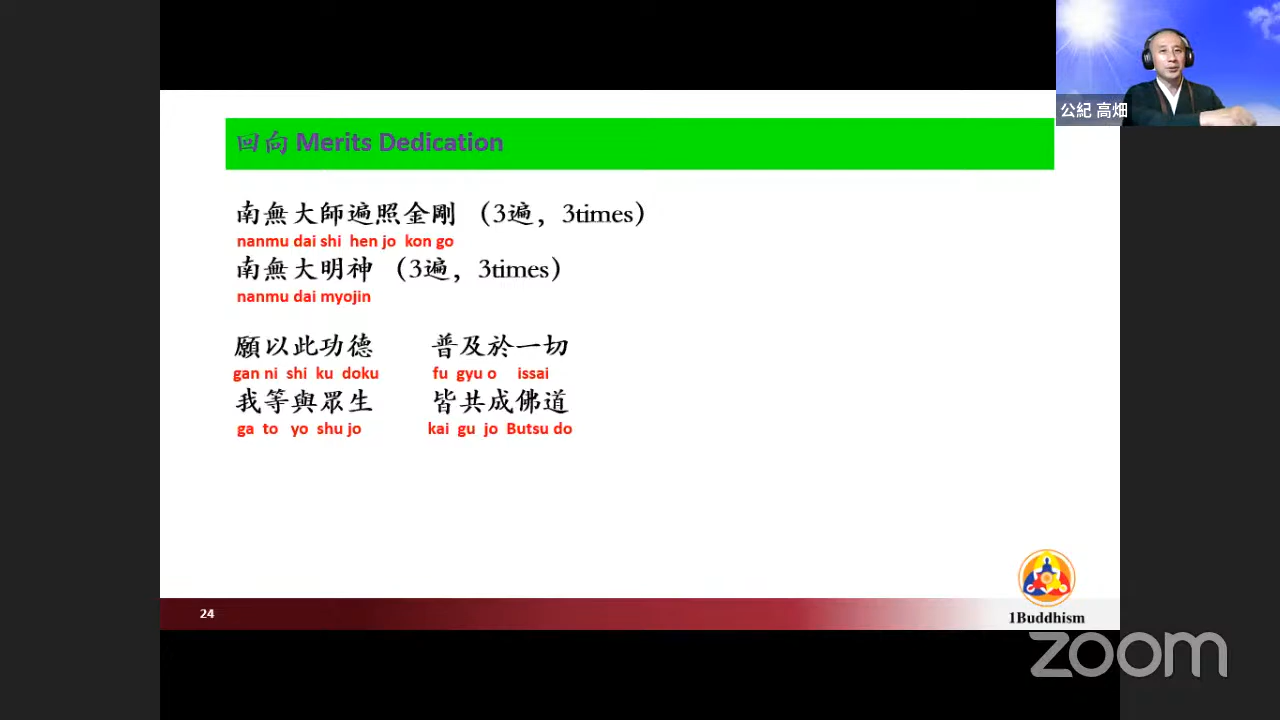 公紀 高畑
回向 Merits Dedication
南無大師遍照金剛 （3遍，3times）
nanmu dai shi hen jo kon go
南無大明神 （3遍，3times）
nanmu dai myojin
願以此功德 普及於一切
gan ni shi ku doku fu gyu o issai
我等與眾生 皆共成佛道
ga to yo shu jo kai gu jo Butsu do
24
1Buddhism
zoom